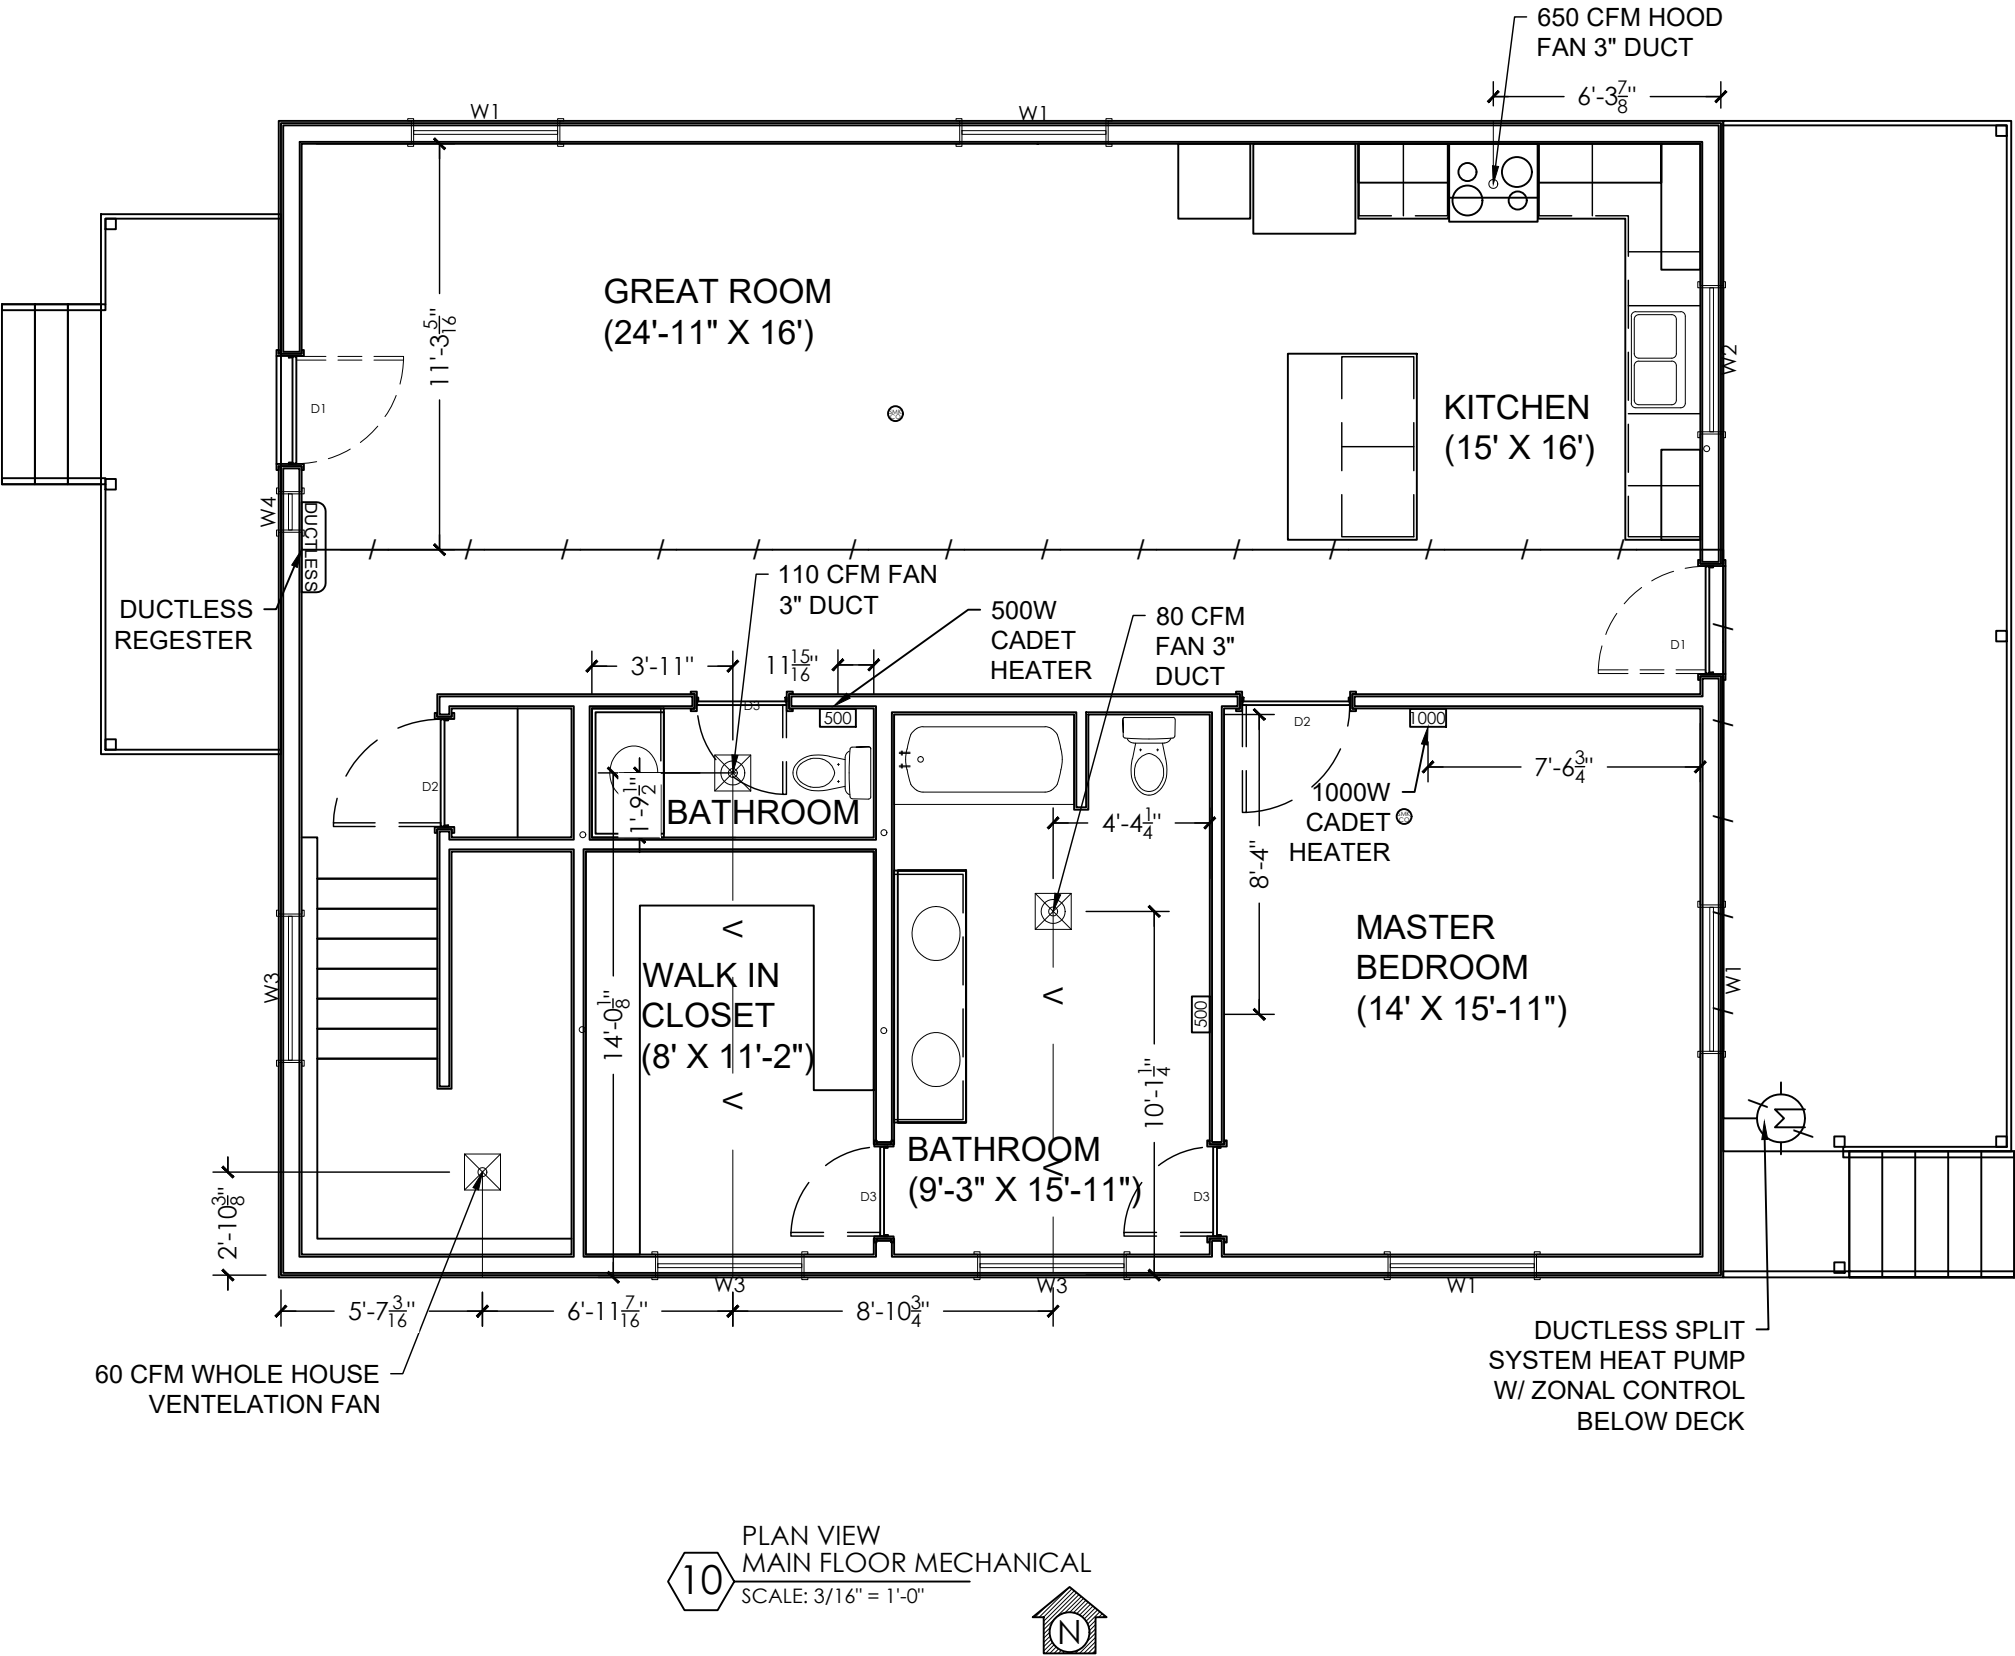 650 CFM HOOD
FAN 3" DUCT
6'-3 7/8"
W1
W1
GREAT ROOM
(24'-11" X 16')
11'-3 5/16"
W2
D1
KITCHEN
(15' X 16')
W4
DUCTLESS
DUCTLESS
REGESTER
110 CFM FAN
3" DUCT
500W
CADET
HEATER
80 CFM
FAN 3"
DUCT
3'-11"
11 15/16"
D1
D3
500
D2
1000
7'-6 3/4"
D2
1'-9 1/2"
BATHROOM
4'-4 1/4"
1000W
CADET
HEATER
8'-4"
MASTER
BEDROOM
(14' X 15'-11")
WALK IN
CLOSET
(8' X 11'-2")
14'-0 1/8"
W3
500
W1
10'-1 1/4"
BATHROOM
(9'-3" X 15'-11")
D3
D3
2'-10 3/8"
W3
W3
W1
5'-7 3/16"
6'-11 7/16"
8'-10 3/4"
60 CFM WHOLE HOUSE
VENTELATION FAN
DUCTLESS SPLIT
SYSTEM HEAT PUMP
W/ ZONAL CONTROL
BELOW DECK
PLAN VIEW
MAIN FLOOR MECHANICAL
10
SCALE: 3/16" = 1'-0"
N